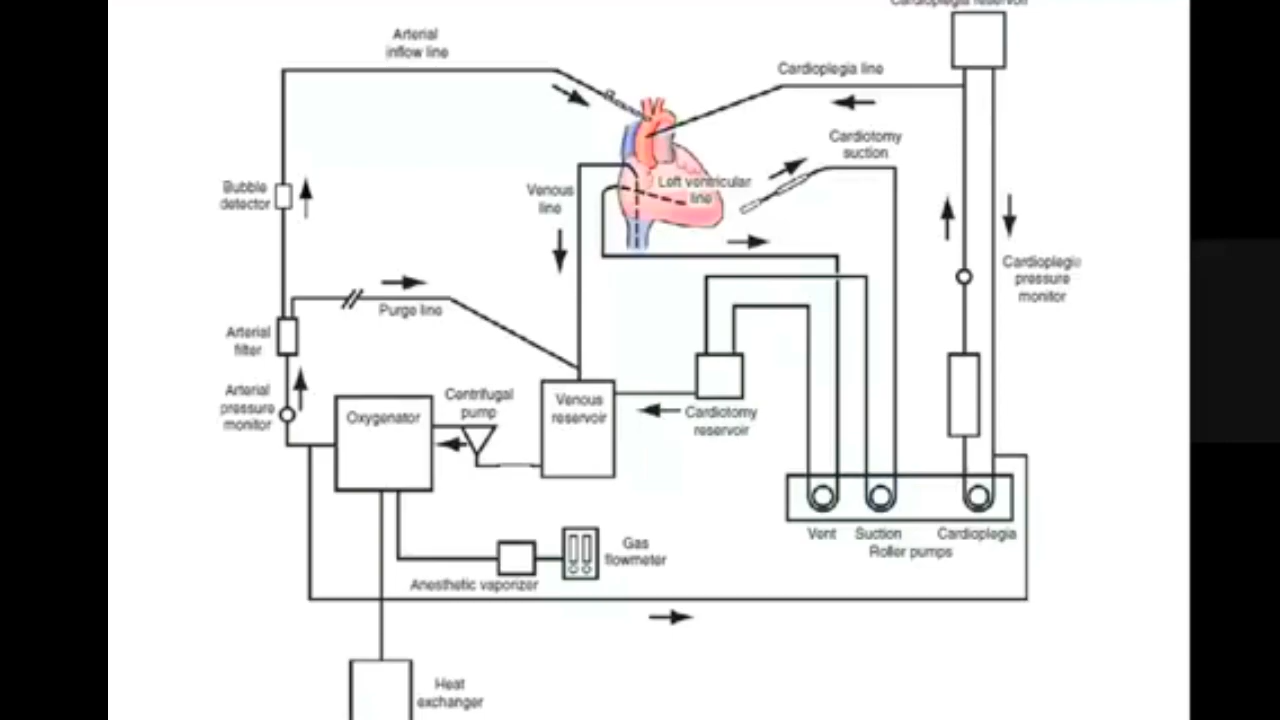 Cardioplegia reservoir
Arterial
inflow line
Cardioplegia line
Cardiotomy
suction
Bubble
detector
Venous
line
Left ventricular
line
Cardioplegia
pressure
monitor
Purge line
Arterial
filter
Arterial
pressure
monitor
Oxygenator
Centrifugal
pump
Venous
reservoir
Cardiotomy
reservoir
Vent Suction Cardioplegia
Roller pumps
Gas
flowmeter
Anesthetic vaporizer
Heat
exchanger